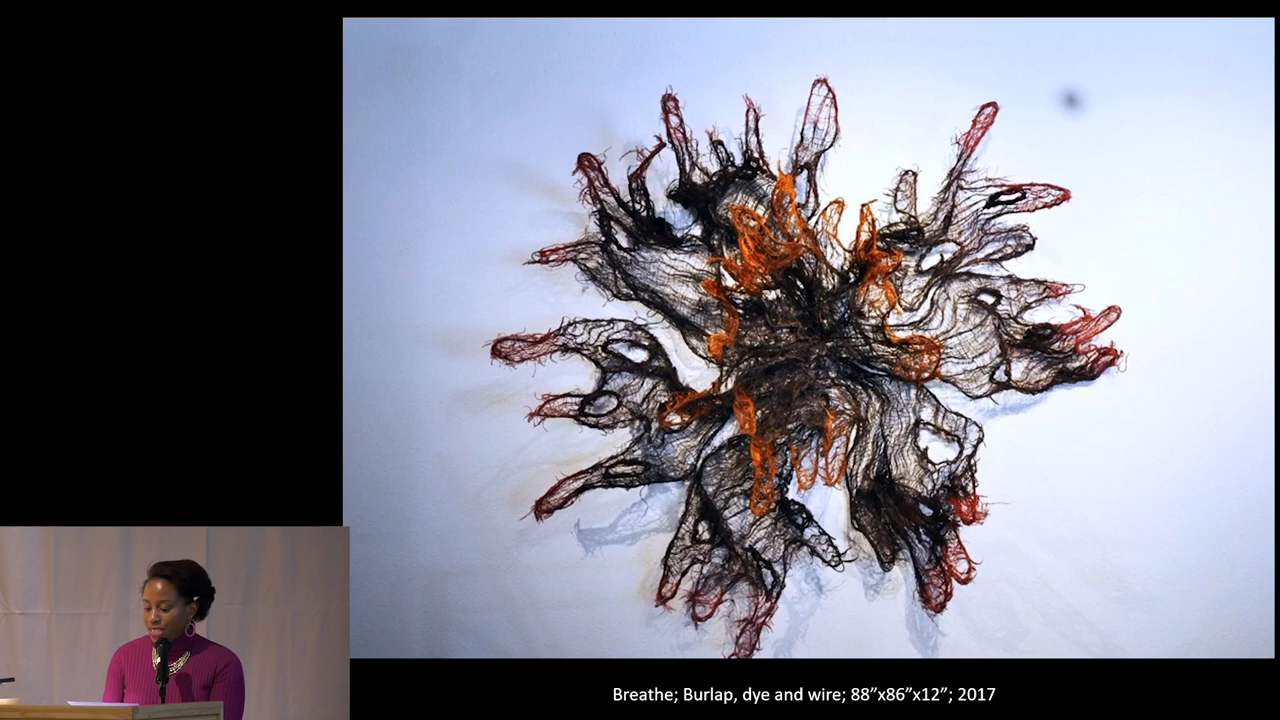 Breathe; Burlap, dye and wire; 88”x86”x12”; 2017